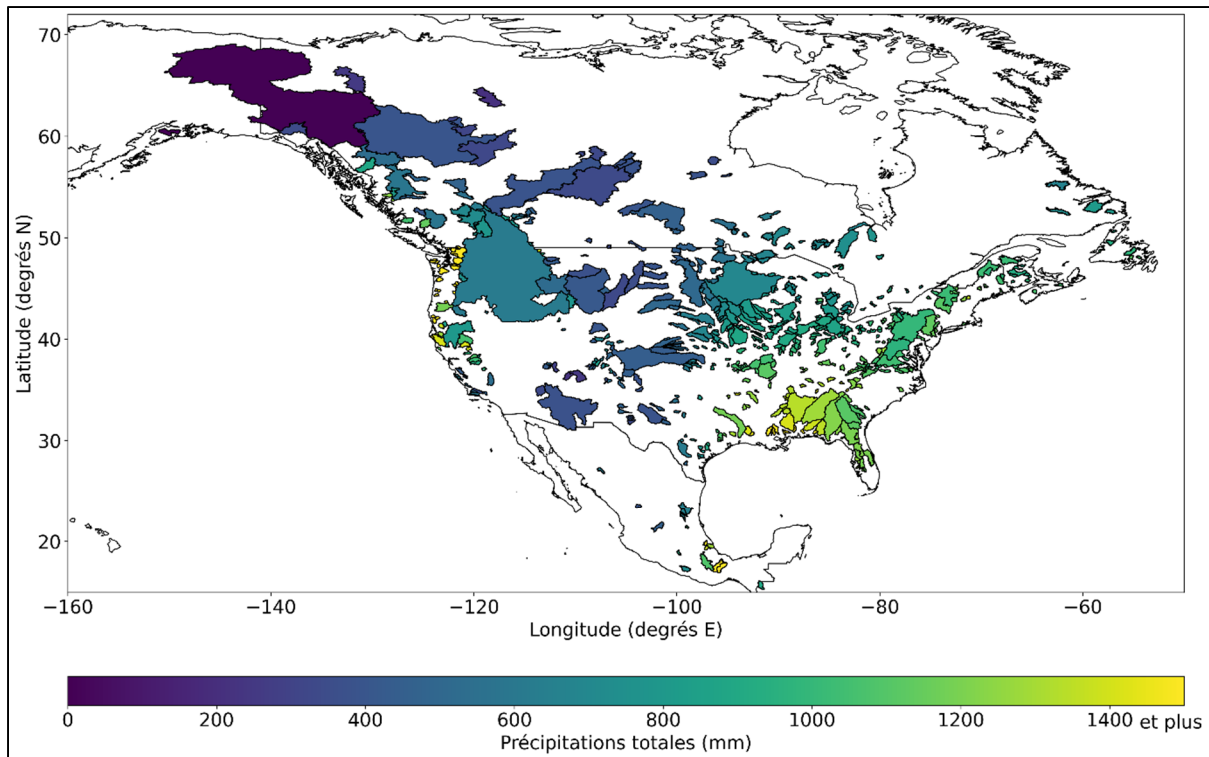 70
60
50
40
30
20
Latitude (degrés N)
−160 −140 −120 −100 −80 −60
Longitude (degrés E)
0 200 400 600 800 1000 1200 1400 et plus
Précipitations totales (mm)